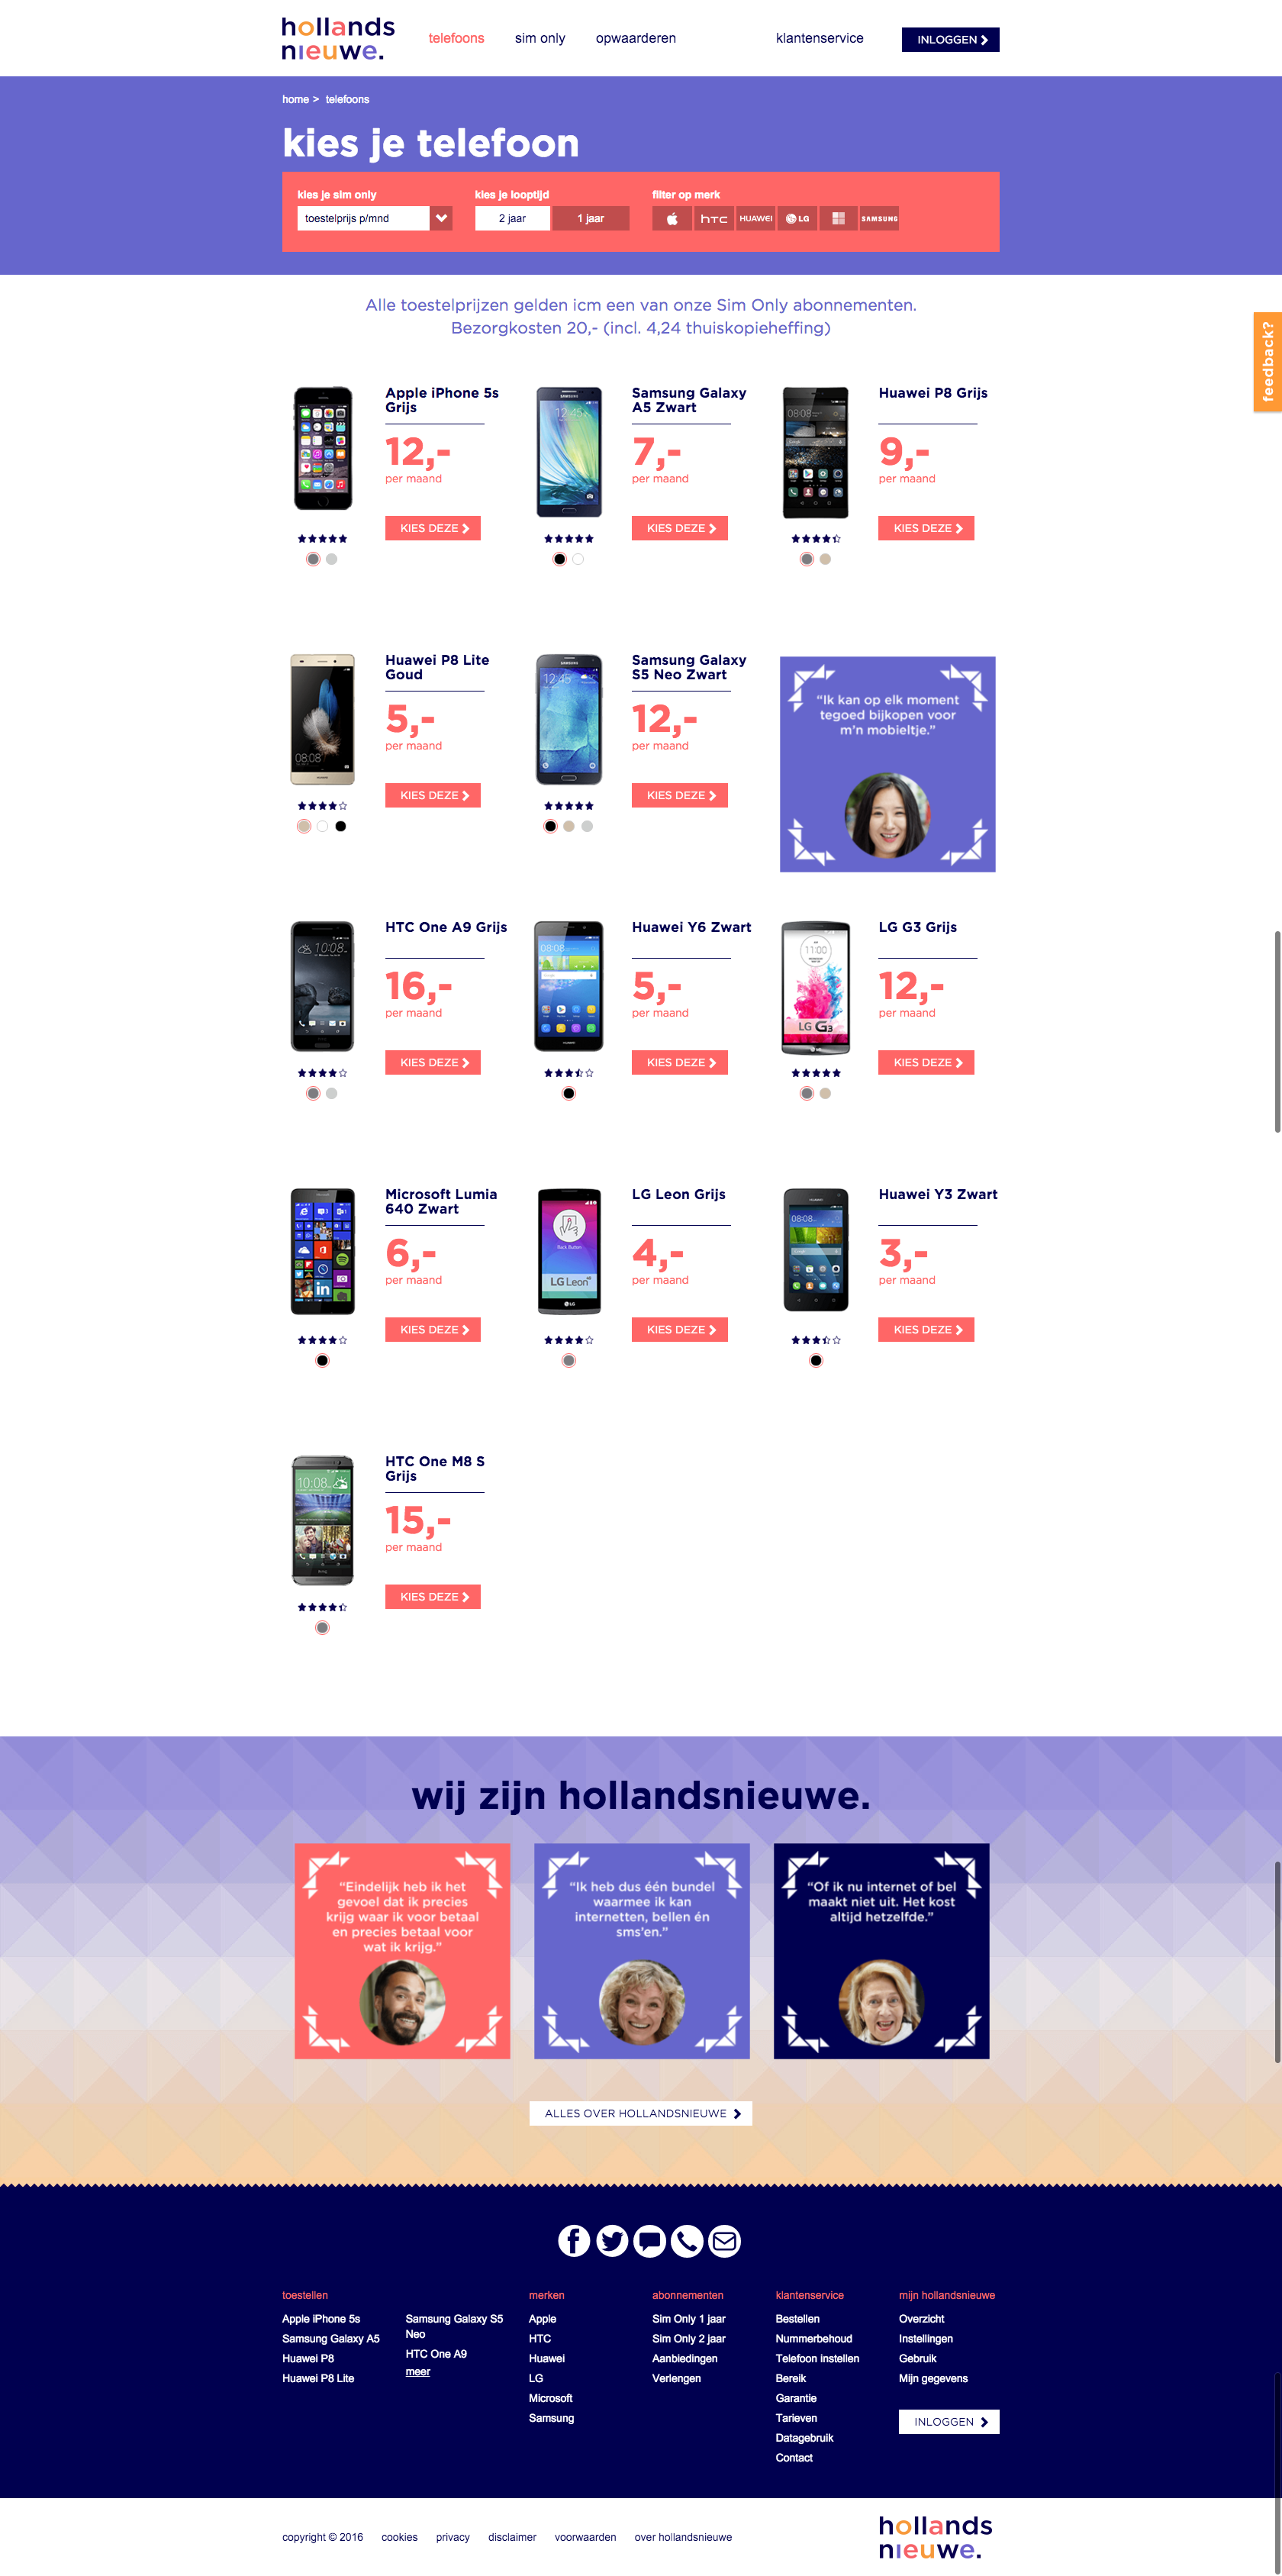 hollands
nieuwe.
telefoons
sim only
opwaarderen
klantenservice
INLOGGEN
home > telefoons
kies je telefoon
kies je sim only
kies je looptijd
filter op merk
toestelprijs p/mnd
2 jaar
1 jaar
hTC
HUAWEI
LG
SAMSUNG
Alle toestelprijzen gelden icm een van onze Sim Only abonnementen.
Bezorgkosten 20,- (incl. 4,24 thuiskopieheffing)
feedback?
Apple iPhone 5s
Grijs
12,-
per maand
KIES DEZE
Samsung Galaxy
A5 Zwart
7,-
per maand
KIES DEZE
Huawei P8 Grijs
9,-
per maand
KIES DEZE
Huawei P8 Lite
Goud
5,-
per maand
KIES DEZE
Samsung Galaxy
S5 Neo Zwart
12,-
per maand
KIES DEZE
“Ik kan op elk moment
tegoed bijkopen voor
m’n mobieltje.”
HTC One A9 Grijs
16,-
per maand
KIES DEZE
Huawei Y6 Zwart
5,-
per maand
KIES DEZE
LG G3
LG G3 Grijs
12,-
per maand
KIES DEZE
Microsoft Lumia
640 Zwart
6,-
per maand
KIES DEZE
Back Button
LG Leon
LG
LG Leon Grijs
4,-
per maand
KIES DEZE
Huawei Y3 Zwart
3,-
per maand
KIES DEZE
HTC One M8 S
Grijs
15,-
per maand
KIES DEZE
wij zijn hollandsnieuwe.
“Eindelijk heb ik het
gevoel dat ik precies
krijg waar ik voor betaal
en precies betaal voor
wat ik krijg.”
“Ik heb dus één bundel
waarmee ik kan
internetten, bellen én
sms’en.”
“Of ik nu internet of bel
maakt niet uit. Het kost
altijd hetzelfde.”
ALLES OVER HOLLANDSNIEUWE
toestellen
Apple iPhone 5s
Samsung Galaxy A5
Huawei P8
Huawei P8 Lite
Samsung Galaxy S5
Neo
HTC One A9
meer
merken
Apple
HTC
Huawei
LG
Microsoft
Samsung
abonnementen
Sim Only 1 jaar
Sim Only 2 jaar
Aanbiedingen
Verlengen
klantenservice
Bestellen
Nummerbehoud
Telefoon instellen
Bereik
Garantie
Tarieven
Datagebruik
Contact
mijn hollandsnieuwe
Overzicht
Instellingen
Gebruik
Mijn gegevens
INLOGGEN
copyright © 2016
cookies
privacy
disclaimer
voorwaarden
over hollandsnieuwe
hollands
nieuwe.